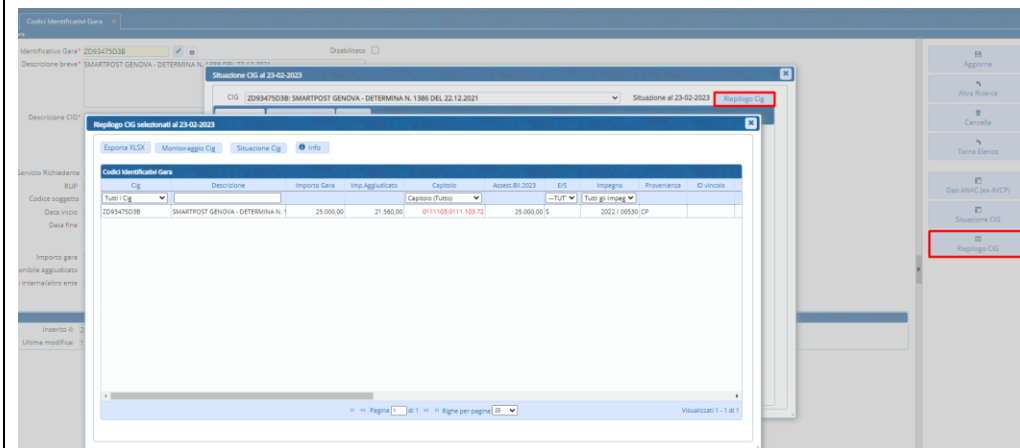 Codici Identificativi Gara ×
Identificativo Gara* ZD93475D3B Disabilitato
Descrizione breve* SMARTPOST GENOVA - DETERMINA N. 1386 DEL 22.12.2021
Descrizione CIG*
Servizio Richiedente
RUP
Codice soggetto
Data inizio
Data fine
Importo gara
Inserito il: 2
Ultima modifica: 1
Situazione CIG al 23-02-2023
CIG ZD93475D3B: SMARTPOST GENOVA - DETERMINA N. 1386 DEL 22.12.2021 Situazione al 23-02-2023 Riepilogo Cig
Riepilogo CIG selezionati al 23-02-2023
Esporta XLSX Monitoraggio Cig Situazione Cig Info
Codici Identificativi Gara
Cig Descrizione Importo Gara Imp.Aggiudicato Capitolo Assest.Bil.2023 E/S Impegno Provenienza ID vincolo
Tutti i Cig Capitolo (Tutto) ---TUT Tutti gli Impeg
ZD93475D3B SMARTPOST GENOVA - DETERMINA N. 1 25.000,00 21.560,00 0111103.0111.103.72 25.000,00 S 2022 / 00530 CP
Pagina 1 di 1 Righe per pagina 25 Visualizzati 1 - 1 di 1
Aggiorna
Altra Ricerca
Cancella
Torna Elenco
Dati ANAC (ex AVCP)
Situazione CIG
Riepilogo CIG